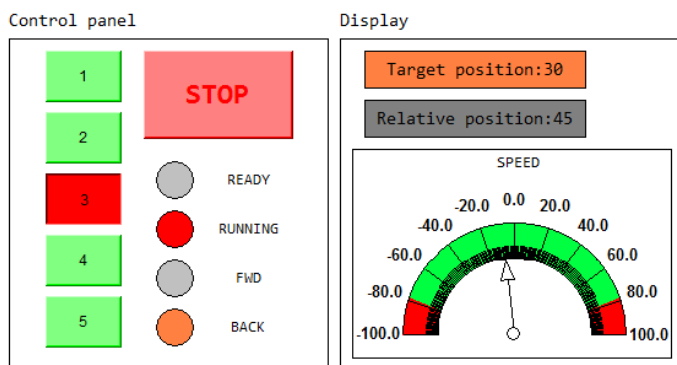 Control panel
1
2
3
4
5
STOP
READY
RUNNING
FWD
BACK
Display
Target position:30
Relative position:45
SPEED
-100.0
-80.0
-60.0
-40.0
-20.0
0.0
20.0
40.0
60.0
80.0
100.0